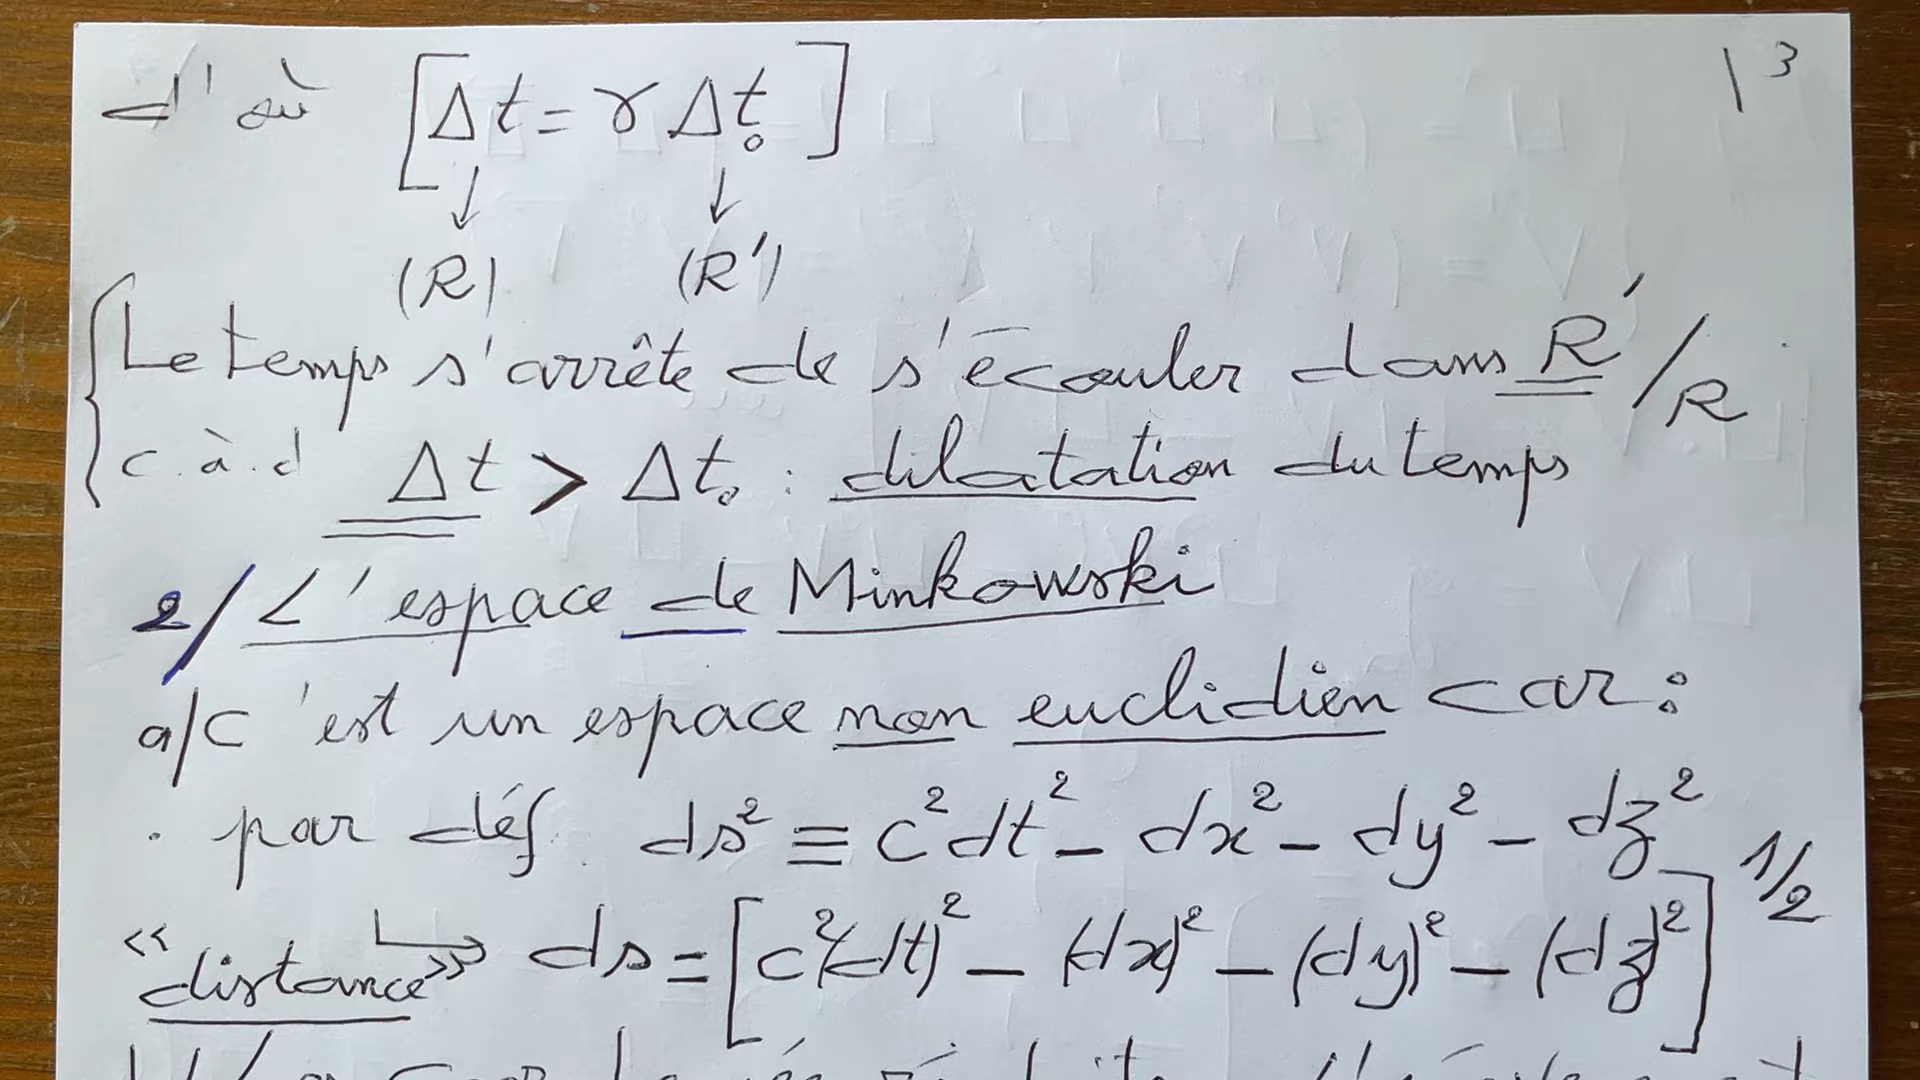 d'où [Δt = γ Δt₀] 3
(R) (R')
Le temps s'arrête de s'écouler dans R'/R
c.à.d Δt > Δt₀ : dilatation du temps
2/ L'espace de Minkowski
a/ C'est un espace non euclidien car :
. par déf. ds² ≡ c²dt² - dx² - dy² - dz²
"distance" ↳ ds = [c²(dt)² - (dx)² - (dy)² - (dz)²]^1/2